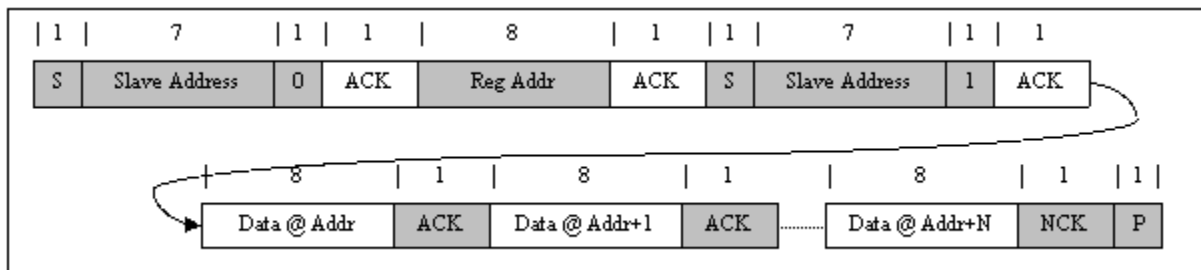 | 1 | 7 | 1 | 1 | 8 | 1 | 1 | 7 | 1 | 1
S Slave Address 0 ACK Reg Addr ACK S Slave Address 1 ACK
| 8 | 1 | 8 | 1 | 8 | 1 | 1 |
Data @ Addr ACK Data @ Addr+1 ACK ........... Data @ Addr+N NCK P